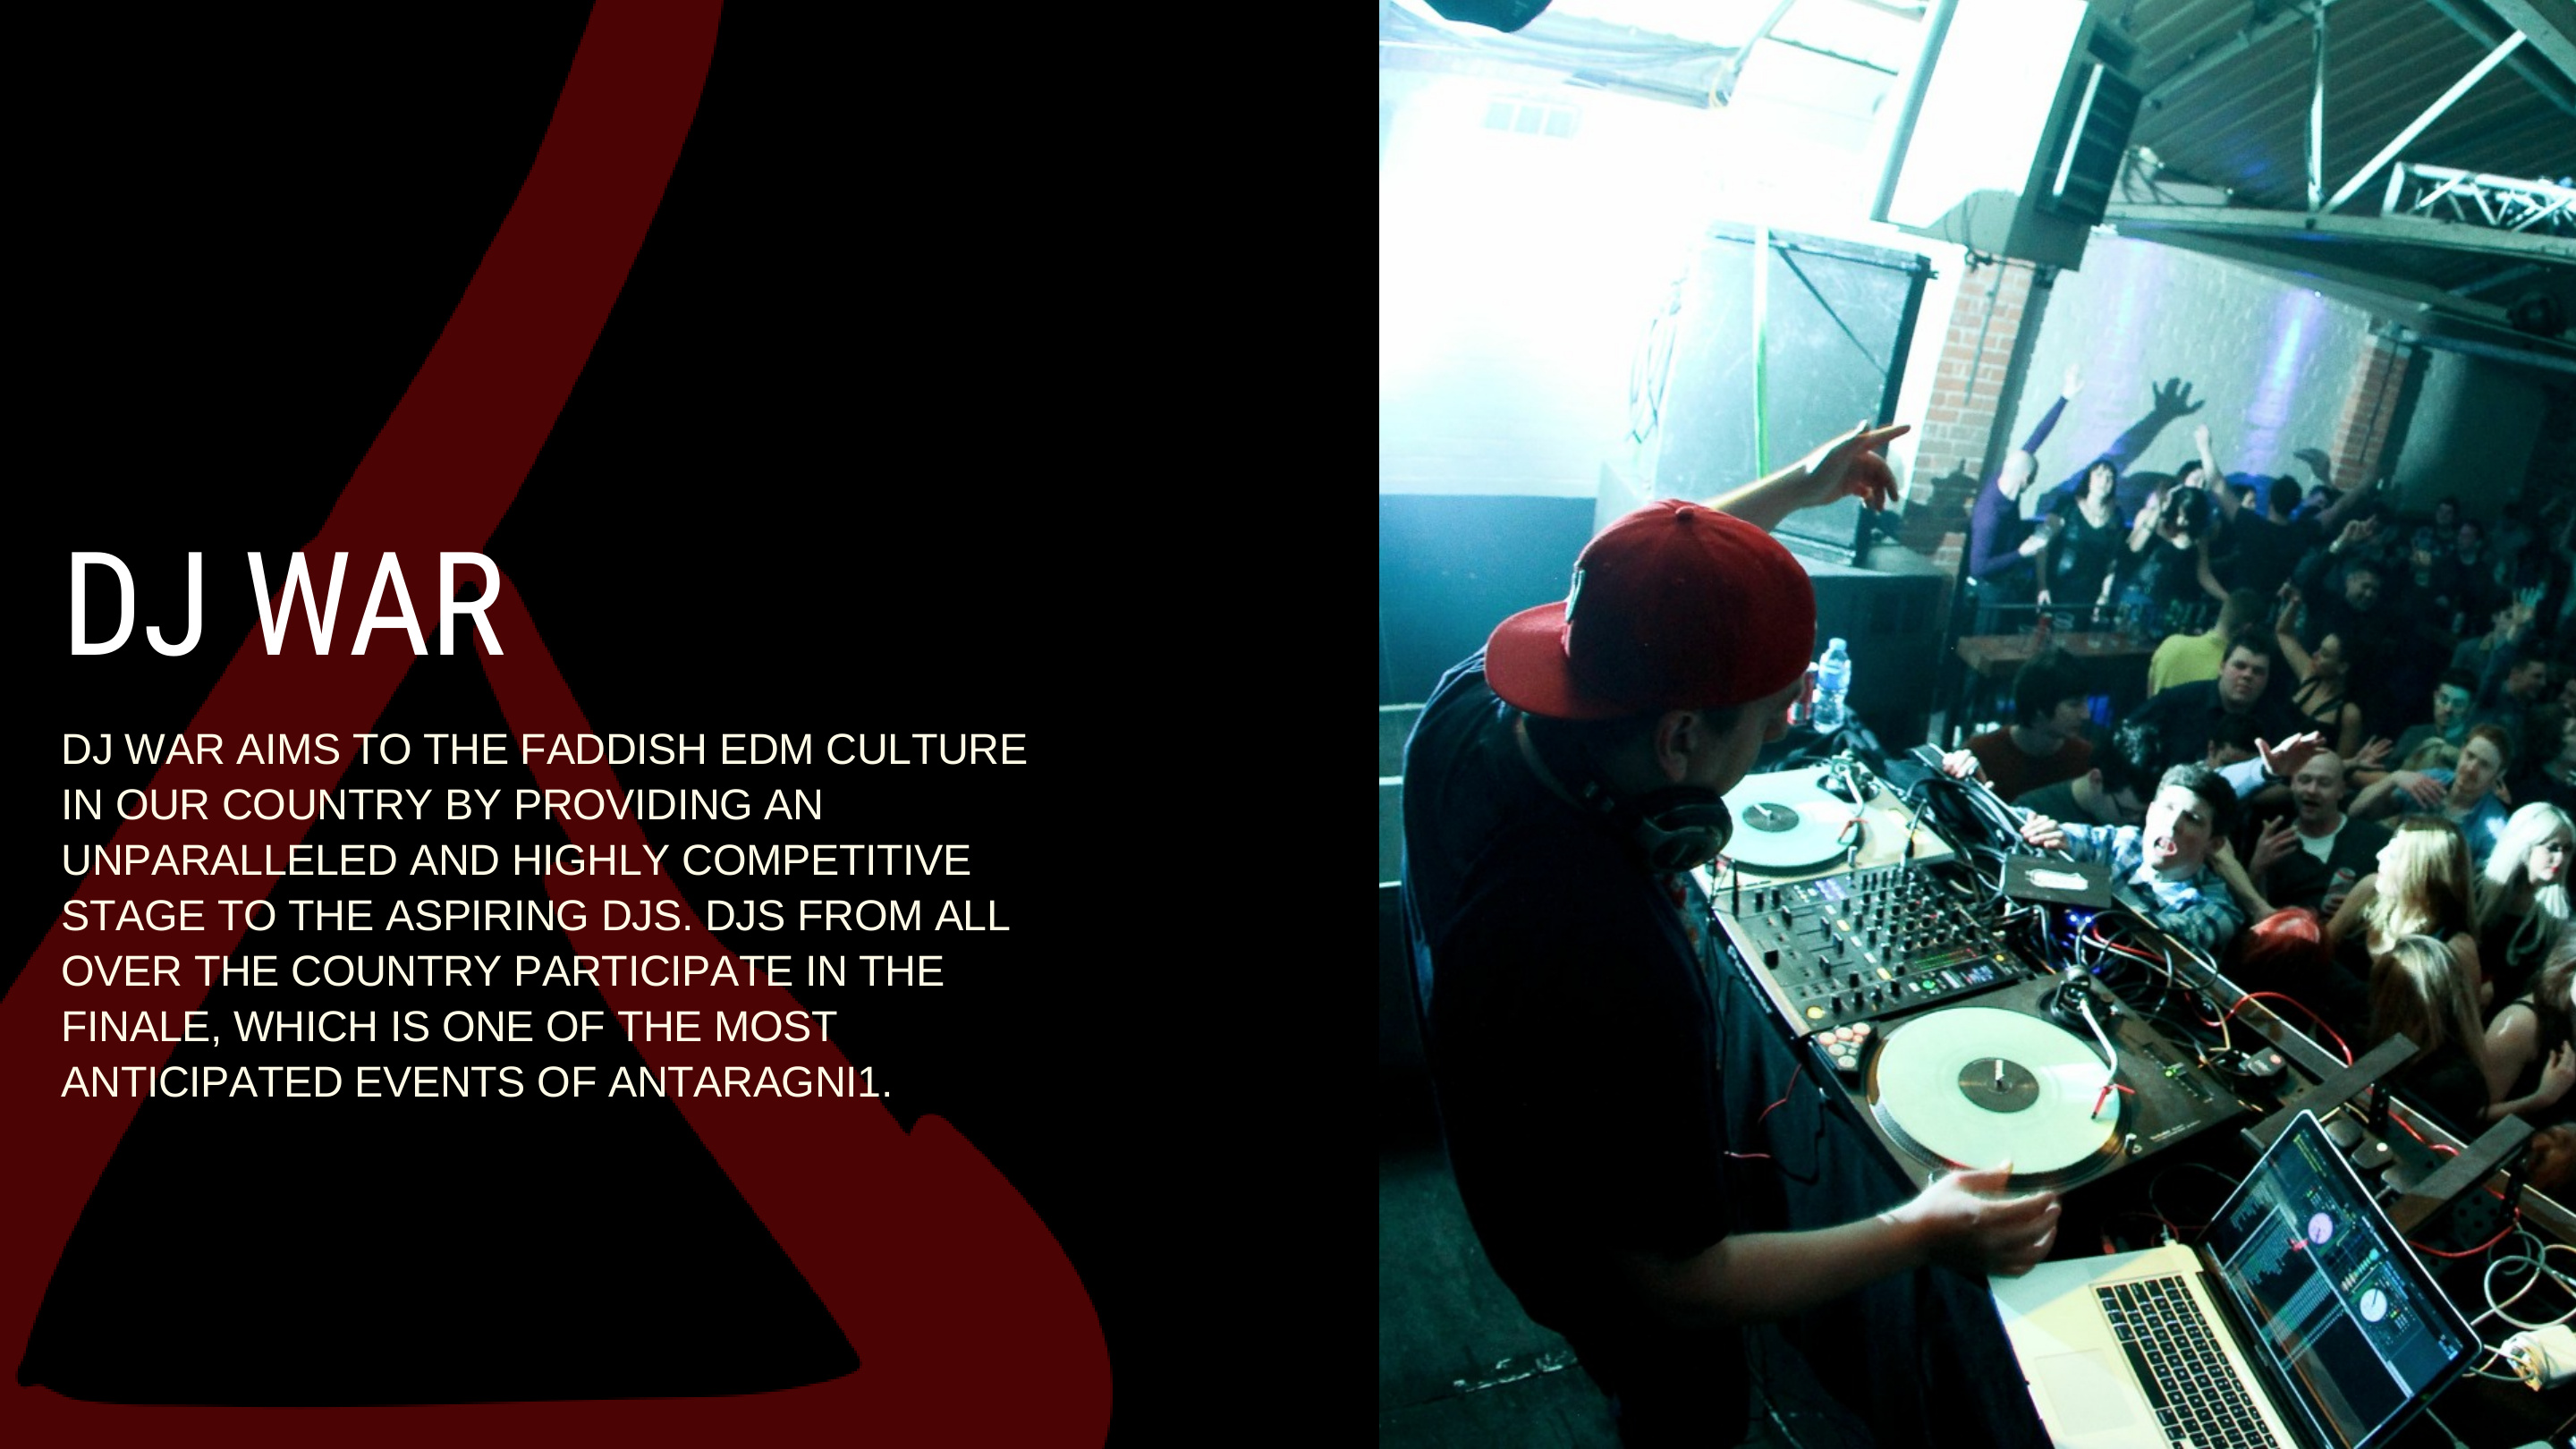 DJ WAR
DJ WAR AIMS TO THE FADDISH EDM CULTURE
IN OUR COUNTRY BY PROVIDING AN
UNPARALLELED AND HIGHLY COMPETITIVE
STAGE TO THE ASPIRING DJS. DJS FROM ALL
OVER THE COUNTRY PARTICIPATE IN THE
FINALE, WHICH IS ONE OF THE MOST
ANTICIPATED EVENTS OF ANTARAGNI1.